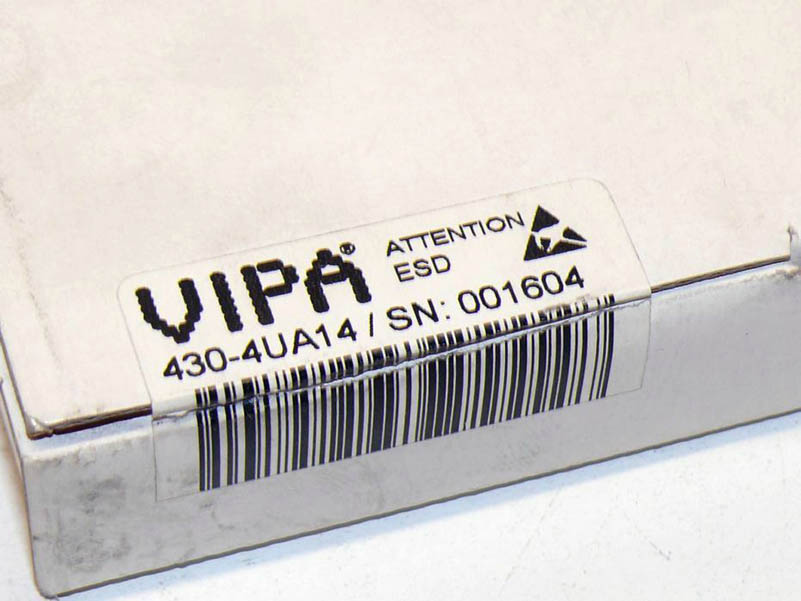 VIPA® ATTENTION
ESD
430-4UA14 / SN: 001604